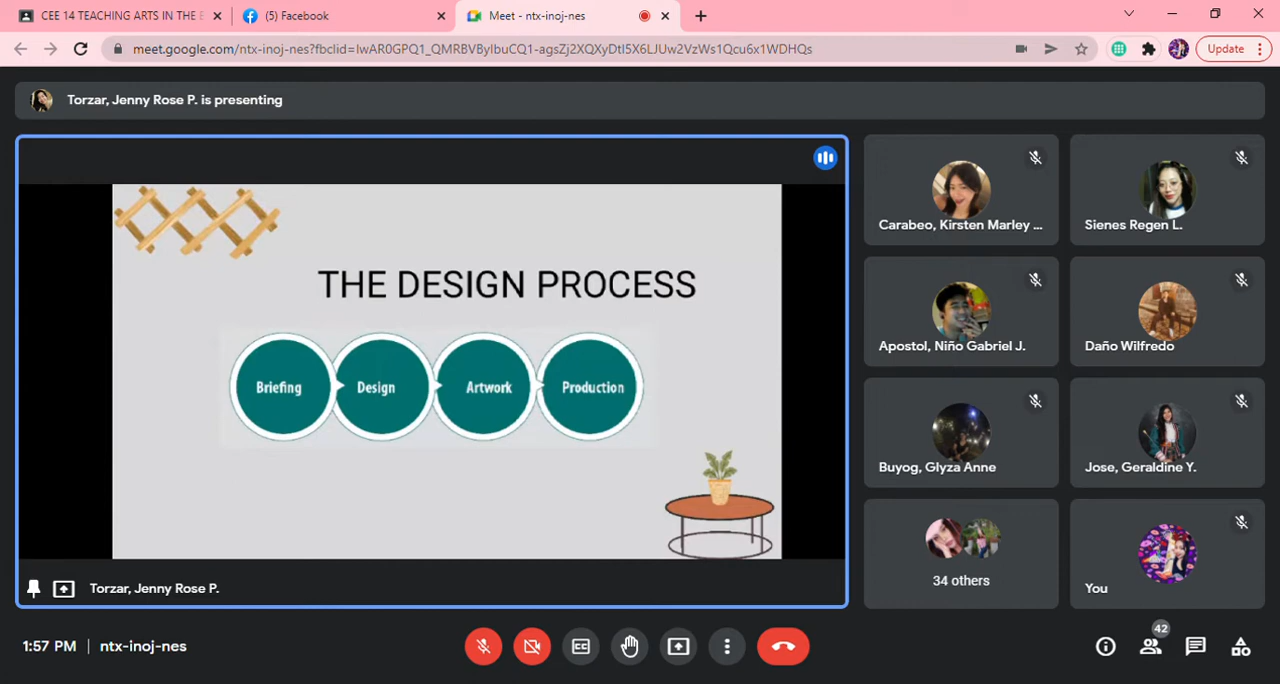 CEE 14 TEACHING ARTS IN THE E
(5) Facebook
Meet - ntx-inoj-nes
meet.google.com/ntx-inoj-nes?fbclid=IwAR0GPQ1_QMRBVByIbuCQ1-agsZj2XQXyDtI5X6LJUw2VzWs1Qcu6x1WDHQs
Update
Torzar, Jenny Rose P. is presenting
THE DESIGN PROCESS
Briefing Design Artwork Production
Torzar, Jenny Rose P.
Carabeo, Kirsten Marley ...
Sienes Regen L.
Apostol, Niño Gabriel J.
Daño Wilfredo
Buyog, Glyza Anne
Jose, Geraldine Y.
34 others
You
1:57 PM | ntx-inoj-nes
CC
42